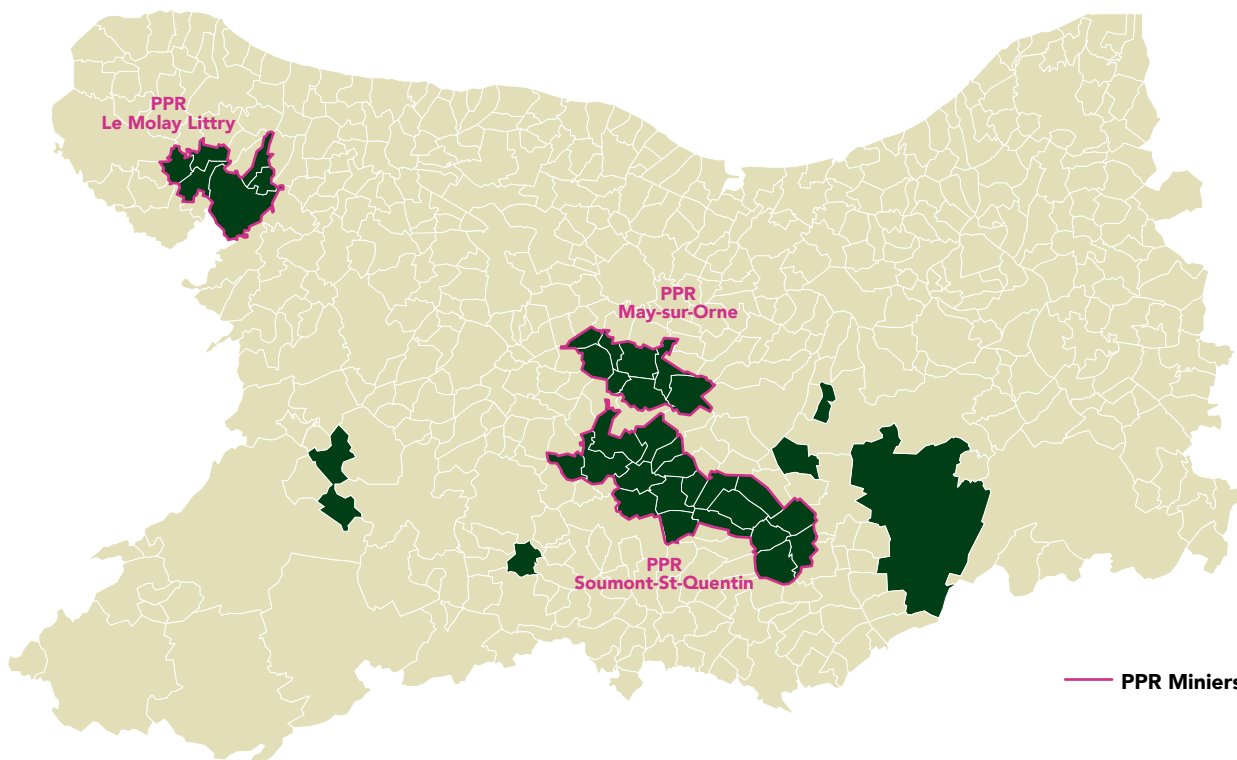 PPR
Le Molay Littry
PPR
May-sur-Orne
PPR
Soumont-St-Quentin
PPR Miniers